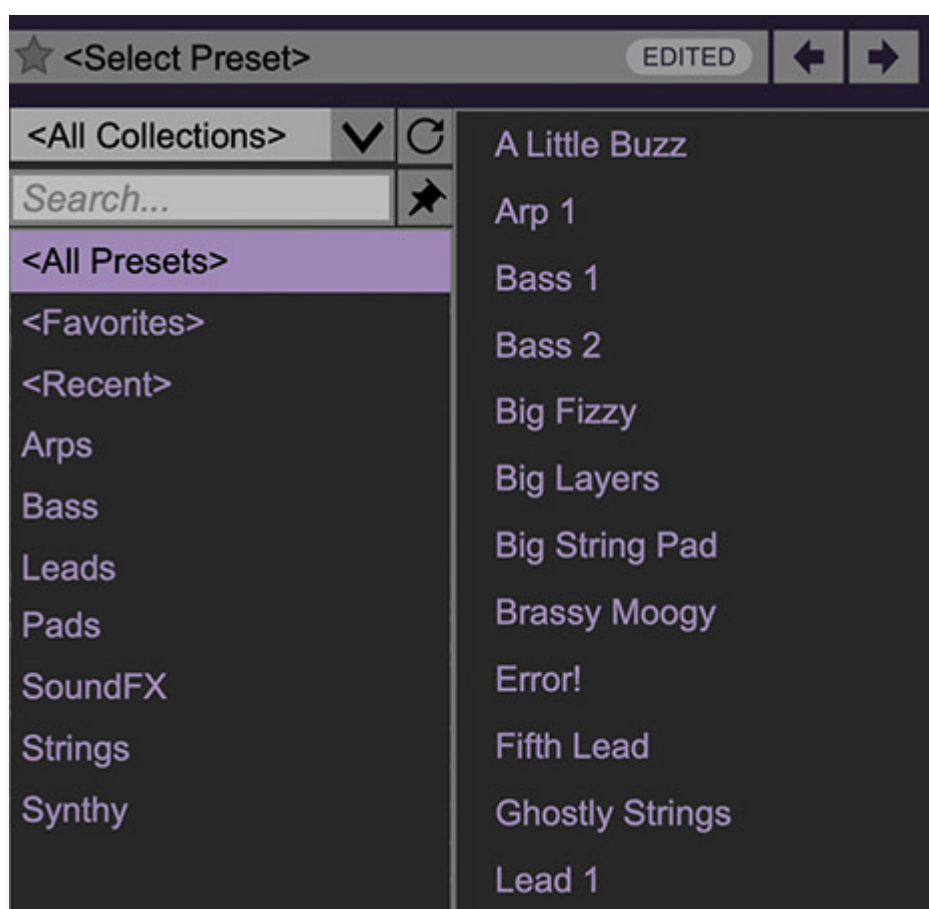 <Select Preset> EDITED
<All Collections>
Search...
<All Presets>
<Favorites>
<Recent>
Arps
Bass
Leads
Pads
SoundFX
Strings
Synthy
A Little Buzz
Arp 1
Bass 1
Bass 2
Big Fizzy
Big Layers
Big String Pad
Brassy Moogy
Error!
Fifth Lead
Ghostly Strings
Lead 1